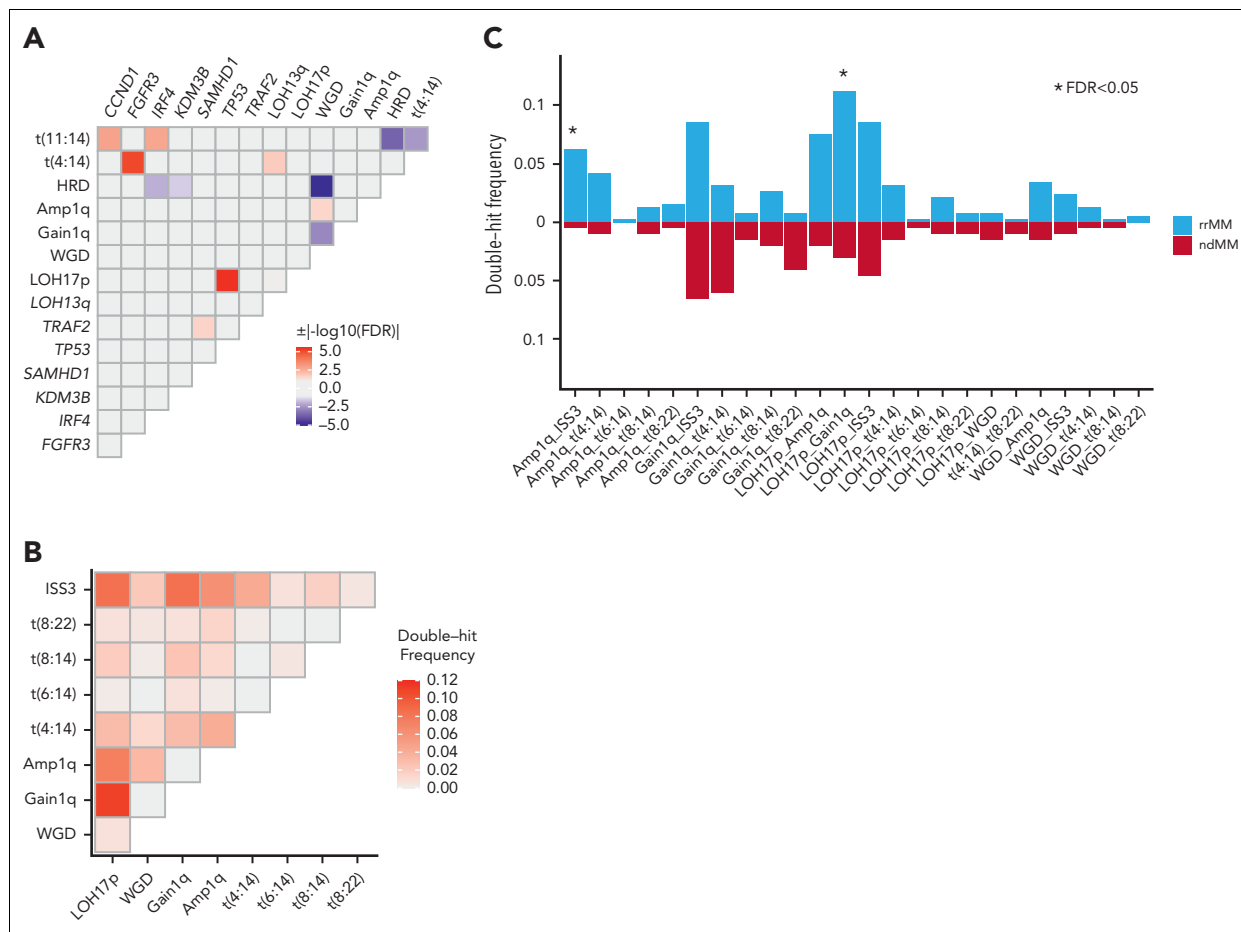 A
CCND1
FGFR3
IRF4
KDM3B
SAMHD1
TP53
TRAF2
LOH13q
LOH17p
WGD
Gain1q
Amp1q
HRD
t(4:14)
t(11:14)
t(4:14)
HRD
Amp1q
Gain1q
WGD
LOH17p
LOH13q
TRAF2
TP53
SAMHD1
KDM3B
IRF4
FGFR3
±|-log10(FDR)|
5.0
2.5
0.0
−2.5
−5.0
B
ISS3
t(8:22)
t(8:14)
t(6:14)
t(4:14)
Amp1q
Gain1q
WGD
LOH17p
WGD
Gain1q
Amp1q
t(4:14)
t(6:14)
t(8:14)
t(8:22)
Double–hit
Frequency
0.12
0.10
0.08
0.06
0.04
0.02
0.00
C
Double–hit frequency
0.1
0.05
0
0.05
0.1
*
*
* FDR<0.05
rrMM
ndMM
Amp1q_ISS3
Amp1q_t(4:14)
Amp1q_t(6:14)
Amp1q_t(8:14)
Amp1q_t(8:22)
Gain1q_ISS3
Gain1q_t(4:14)
Gain1q_t(6:14)
Gain1q_t(8:14)
Gain1q_t(8:22)
LOH17p_Amp1q
LOH17p_Gain1q
LOH17p_ISS3
LOH17p_t(4:14)
LOH17p_t(6:14)
LOH17p_t(8:14)
LOH17p_t(8:22)
LOH17p_WGD
t(4:14)_t(8:22)
WGD_Amp1q
WGD_ISS3
WGD_t(4:14)
WGD_t(8:14)
WGD_t(8:22)